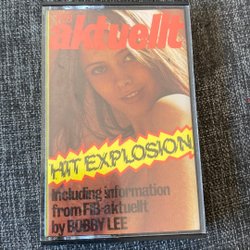 aktuellt
HIT EXPLOSION
Including information
from FIB-aktuellt
by BOBBY LEE